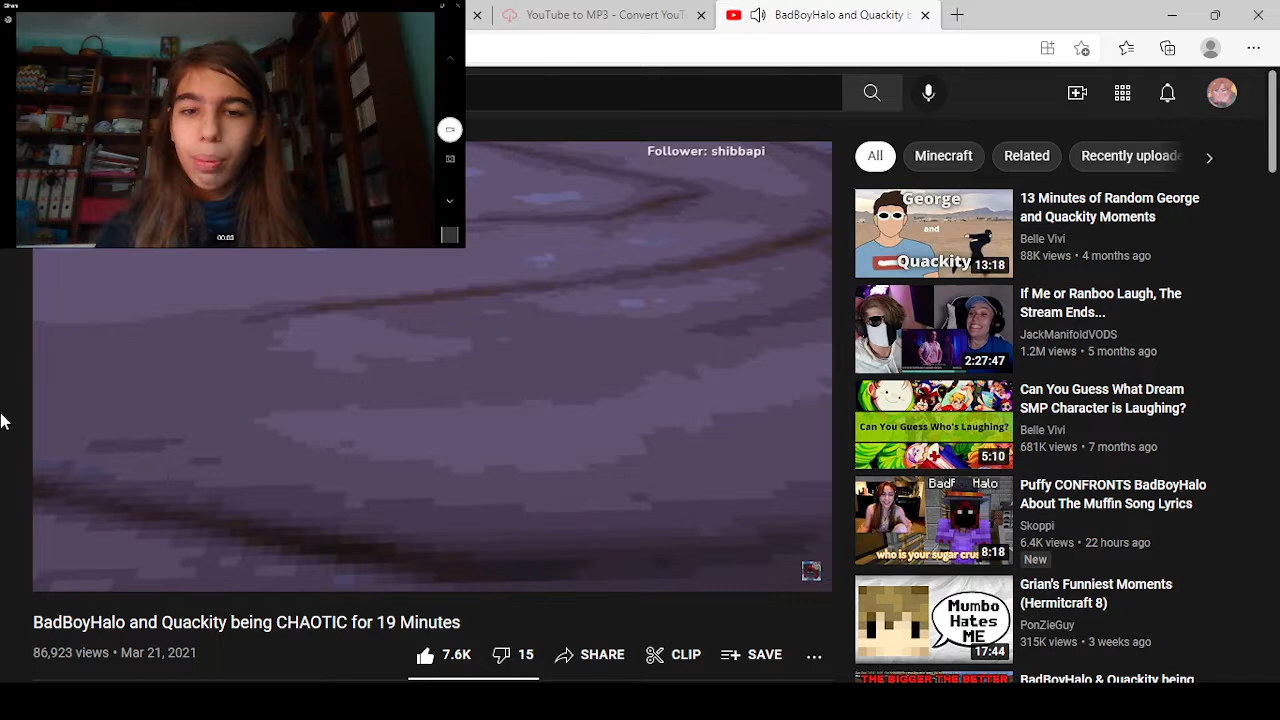 YouTube to MP3 - Convert YouT
BadBoyHalo and Quackity b
00:03
Follower: shibbapi
All
Minecraft
Related
Recently uploade
George
and
Quackity
13:18
13 Minutes of Random George
and Quackity Moments
Belle Vivi
88K views • 4 months ago
2:27:47
If Me or Ranboo Laugh, The
Stream Ends...
JackManifoldVODS
1.2M views • 5 months ago
Can You Guess Who's Laughing?
5:10
Can You Guess What Dream
SMP Character is Laughing?
Belle Vivi
681K views • 7 months ago
who is your sugar
8:18
Puffy CONFRONTS BadBoyHalo
About The Muffin Song Lyrics
Skoppi
6.4K views • 22 hours ago
New
Mumbo
Hates
ME
17:44
Grian's Funniest Moments
(Hermitcraft 8)
PonZieGuy
315K views • 3 weeks ago
THE BIGGER THE BETTER
BadBoyHalo & Quackity being
BadBoyHalo and Quackity being CHAOTIC for 19 Minutes
86,923 views • Mar 21, 2021
7.6K
15
SHARE
CLIP
SAVE